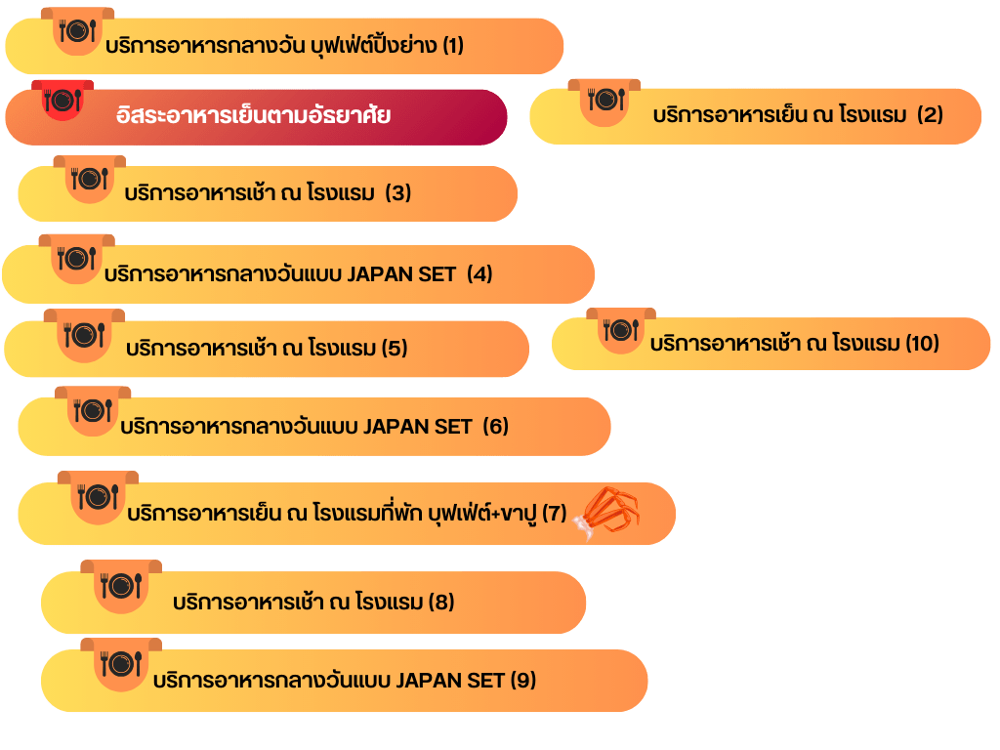 บริการอาหารกลางวัน บุฟเฟ่ต์ปิ้งย่าง (1)
อิสระอาหารเย็นตามอัธยาศัย
บริการอาหารเย็น ณ โรงแรม (2)
บริการอาหารเช้า ณ โรงแรม (3)
บริการอาหารกลางวันแบบ JAPAN SET (4)
บริการอาหารเช้า ณ โรงแรม (5)
บริการอาหารเช้า ณ โรงแรม (10)
บริการอาหารกลางวันแบบ JAPAN SET (6)
บริการอาหารเย็น ณ โรงแรมที่พัก บุฟเฟ่ต์+ขาปู (7)
บริการอาหารเช้า ณ โรงแรม (8)
บริการอาหารกลางวันแบบ JAPAN SET (9)